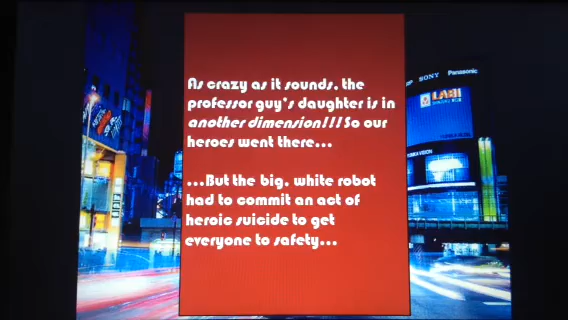 As crazy as it sounds, the
professor guy's daughter is in
another dimension!!! So our
heroes went there...
...But the big, white robot
had to commit an act of
heroic suicide to get
everyone to safety...
SONY
Panasonic
LABI